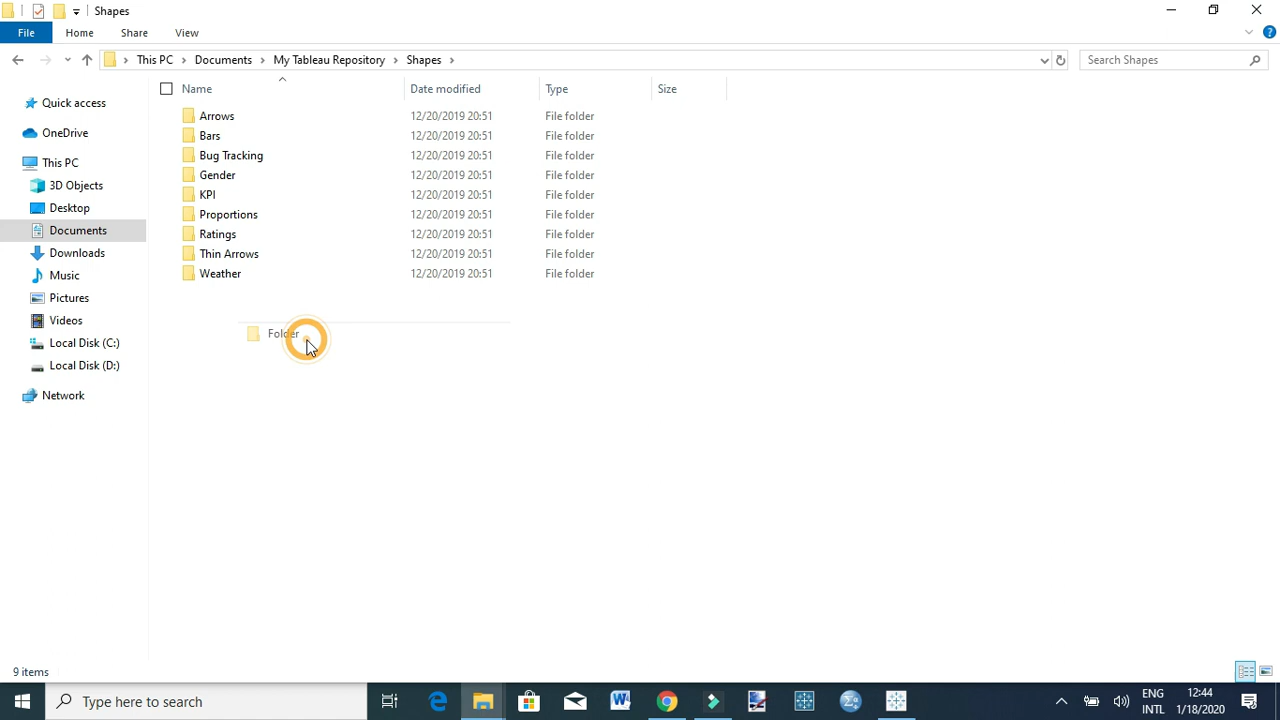 Shapes
File Home Share View
This PC Documents My Tableau Repository Shapes Search Shapes
Name Date modified Type Size
Quick access
OneDrive
This PC
3D Objects
Desktop
Documents
Downloads
Music
Pictures
Videos
Local Disk (C:)
Local Disk (D:)
Network
Arrows 12/20/2019 20:51 File folder
Bars 12/20/2019 20:51 File folder
Bug Tracking 12/20/2019 20:51 File folder
Gender 12/20/2019 20:51 File folder
KPI 12/20/2019 20:51 File folder
Proportions 12/20/2019 20:51 File folder
Ratings 12/20/2019 20:51 File folder
Thin Arrows 12/20/2019 20:51 File folder
Weather 12/20/2019 20:51 File folder
Folder
9 items
Type here to search
ENG 12:44
INTL 1/18/2020